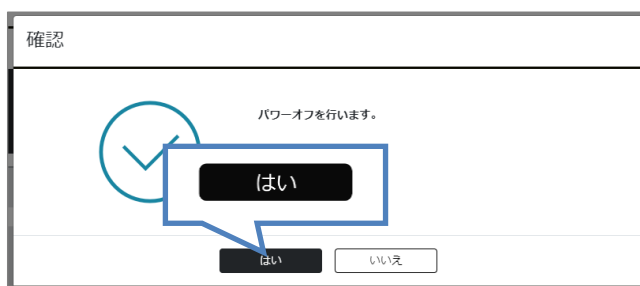 確認
パワーオフを行います。
はい
はい
いいえ